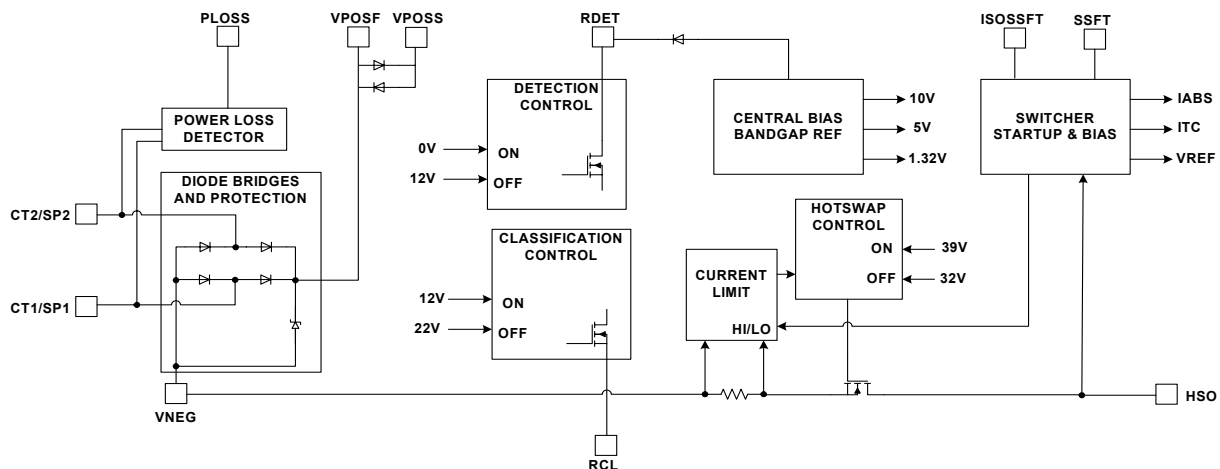 PLOSS
VPOSF
VPOSS
RDET
ISOSSFT
SSFT
POWER LOSS
DETECTOR
DETECTION
CONTROL
0V
ON
12V
OFF
CENTRAL BIAS
BANDGAP REF
10V
5V
1.32V
SWITCHER
STARTUP & BIAS
IABS
ITC
VREF
DIODE BRIDGES
AND PROTECTION
CT2/SP2
CT1/SP1
VNEG
CLASSIFICATION
CONTROL
12V
ON
22V
OFF
RCL
CURRENT
LIMIT
HI/LO
HOTSWAP
CONTROL
ON
39V
OFF
32V
HSO